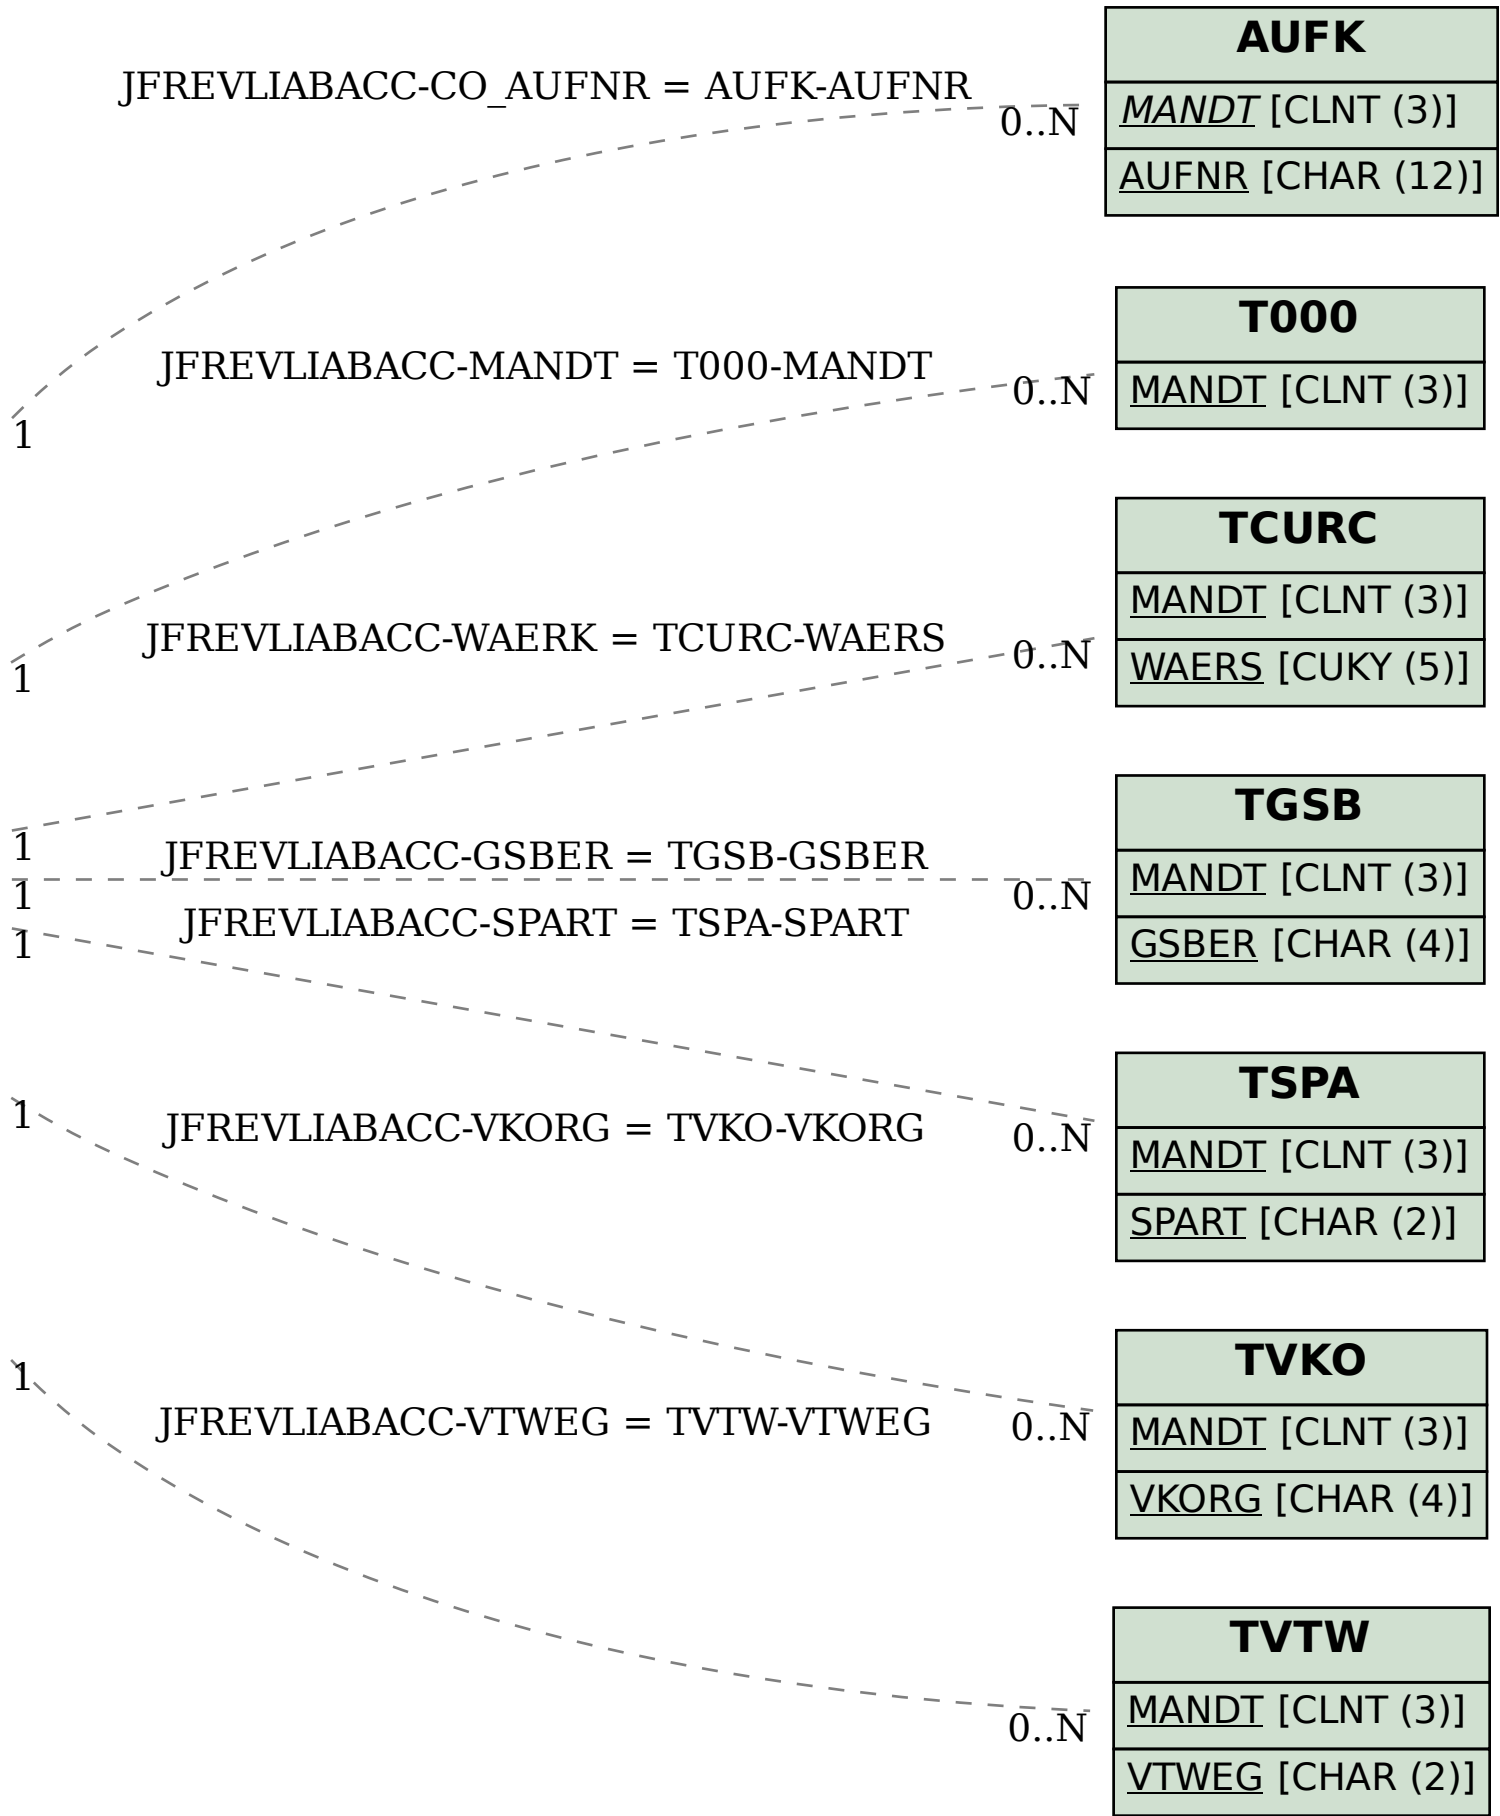 AUFK
JFREVLIABACC-CO_AUFNR = AUFK-AUFNR
0..N
MANDT [CLNT (3)]
AUFNR [CHAR (12)]
T000
JFREVLIABACC-MANDT = T000-MANDT
0..N
MANDT [CLNT (3)]
1
TCURC
MANDT [CLNT (3)]
JFREVLIABACC-WAERK = TCURC-WAERS
0..N
WAERS [CUKY (5)]
1
TGSB
1
JFREVLIABACC-GSBER = TGSB-GSBER
MANDT [CLNT (3)]
1
0..N
JFREVLIABACC-SPART = TSPA-SPART
1
GSBER [CHAR (4)]
TSPA
1
JFREVLIABACC-VKORG = TVKO-VKORG
0..N
MANDT [CLNT (3)]
SPART [CHAR (2)]
TVKO
1
JFREVLIABACC-VTWEG = TVTW-VTWEG
0..N
MANDT [CLNT (3)]
VKORG [CHAR (4)]
TVTW
MANDT [CLNT (3)]
0..N
VTWEG [CHAR (2)]